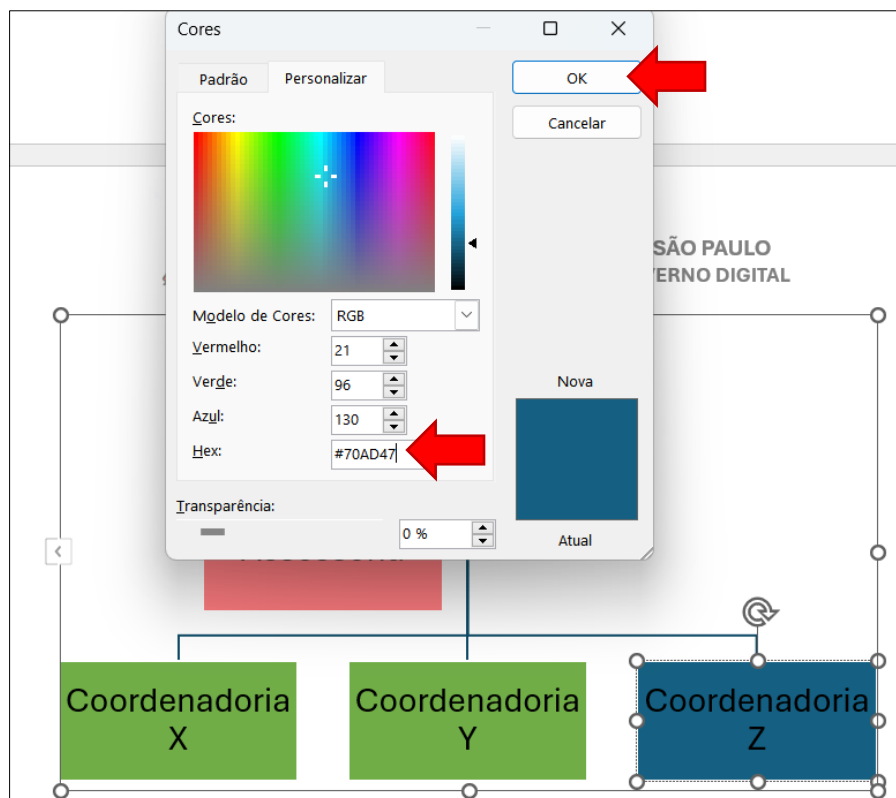 Cores
Padrão
Personalizar
OK
Cores:
Cancelar
SÃO PAULO
ERNO DIGITAL
Modelo de Cores:
RGB
Vermelho:
21
Verde:
96
Nova
Azul:
130
Hex:
#70AD47
Transparência:
0 %
Atual
Coordenadoria
X
Coordenadoria
Y
Coordenadoria
Z